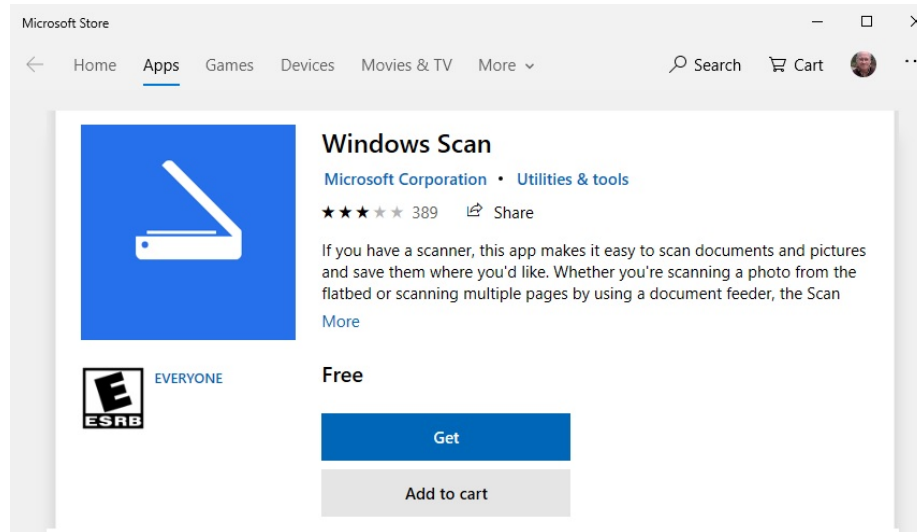 Microsoft Store
Home Apps Games Devices Movies & TV More Search Cart
Windows Scan
Microsoft Corporation • Utilities & tools
389 Share
If you have a scanner, this app makes it easy to scan documents and pictures
and save them where you'd like. Whether you're scanning a photo from the
flatbed or scanning multiple pages by using a document feeder, the Scan
More
E
ESRB
EVERYONE
Free
Get
Add to cart